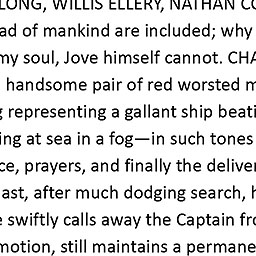 LONG, WILLIS ELLERY, NATHAN CO
ad of mankind are included; why
my soul, Jove himself cannot. CHA
handsome pair of red worsted m
representing a gallant ship beati
ing at sea in a fog—in such tones
ce, prayers, and finally the deliver
ast, after much dodging search, h
swiftly calls away the Captain fro
motion, still maintains a permane